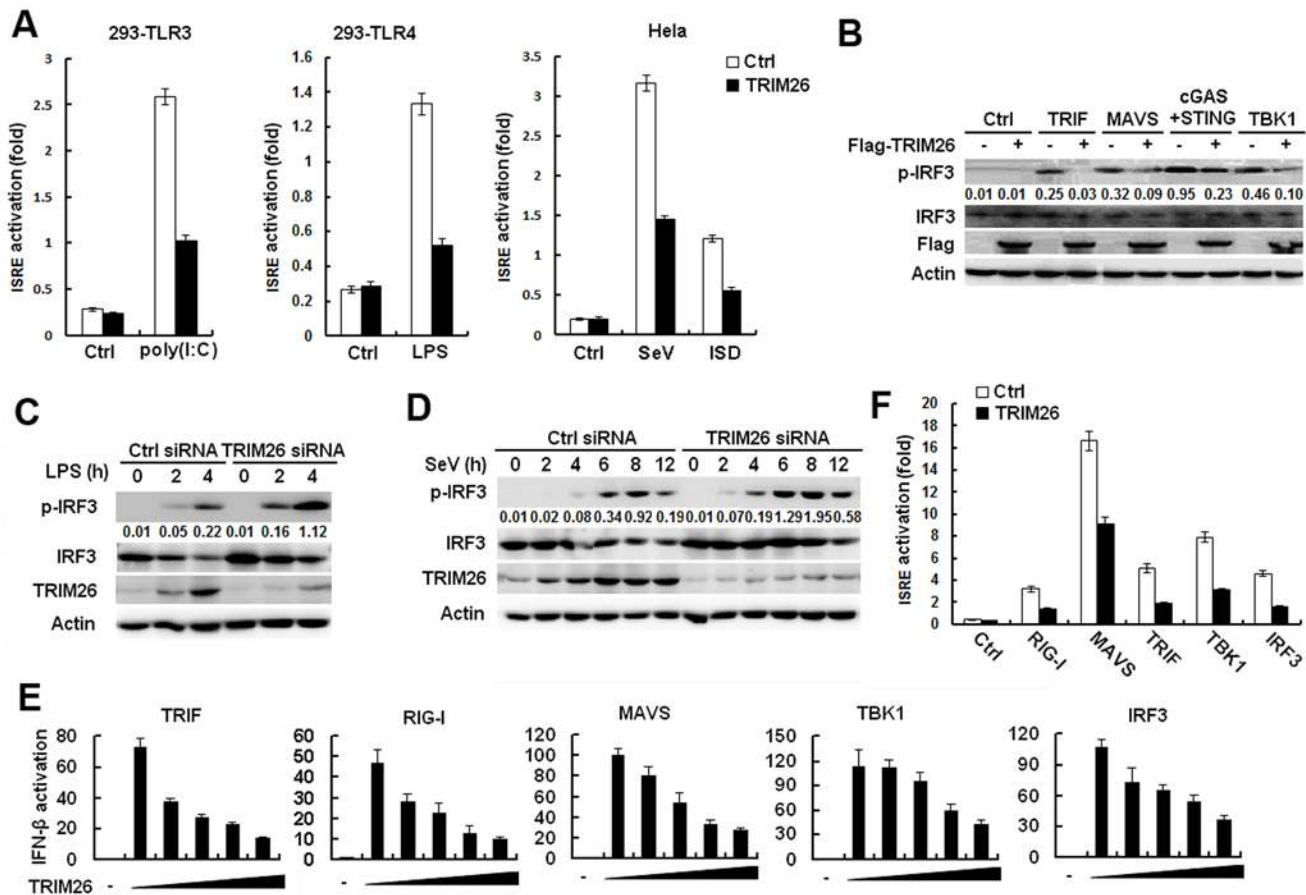 A
293-TLR3
ISRE activation (fold)
3
2.5
2
1.5
1
0.5
0
Ctrl poly(I:C)
293-TLR4
ISRE activation (fold)
1.6
1.4
1.2
1
0.8
0.6
0.4
0.2
0
Ctrl LPS
Hela
Ctrl
TRIM26
ISRE activation (fold)
3.5
3
2.5
2
1.5
1
0.5
0
Ctrl SeV ISD
B
Ctrl TRIF MAVS cGAS +STING TBK1
Flag-TRIM26 - + - + - + - + - +
p-IRF3
0.01 0.01 0.25 0.03 0.32 0.09 0.95 0.23 0.46 0.10
IRF3
Flag
Actin
C
Ctrl siRNA TRIM26 siRNA
LPS (h) 0 2 4 0 2 4
p-IRF3
0.01 0.05 0.22 0.01 0.16 1.12
IRF3
TRIM26
Actin
D
Ctrl siRNA TRIM26 siRNA
SeV (h) 0 2 4 6 8 12 0 2 4 6 8 12
p-IRF3
0.01 0.02 0.08 0.34 0.92 0.19 0.01 0.07 0.19 1.29 1.95 0.58
IRF3
TRIM26
Actin
F
Ctrl
TRIM26
ISRE activation (fold)
20
18
16
14
12
10
8
6
4
2
0
Ctrl RIG-I MAVS TRIF TBK1 IRF3
E
TRIF
IFN-β activation
80
60
40
20
0
TRIM26 -
RIG-I
60
50
40
30
20
10
0
-
MAVS
120
100
80
60
40
20
0
-
TBK1
150
120
90
60
30
0
-
IRF3
120
90
60
30
0
-